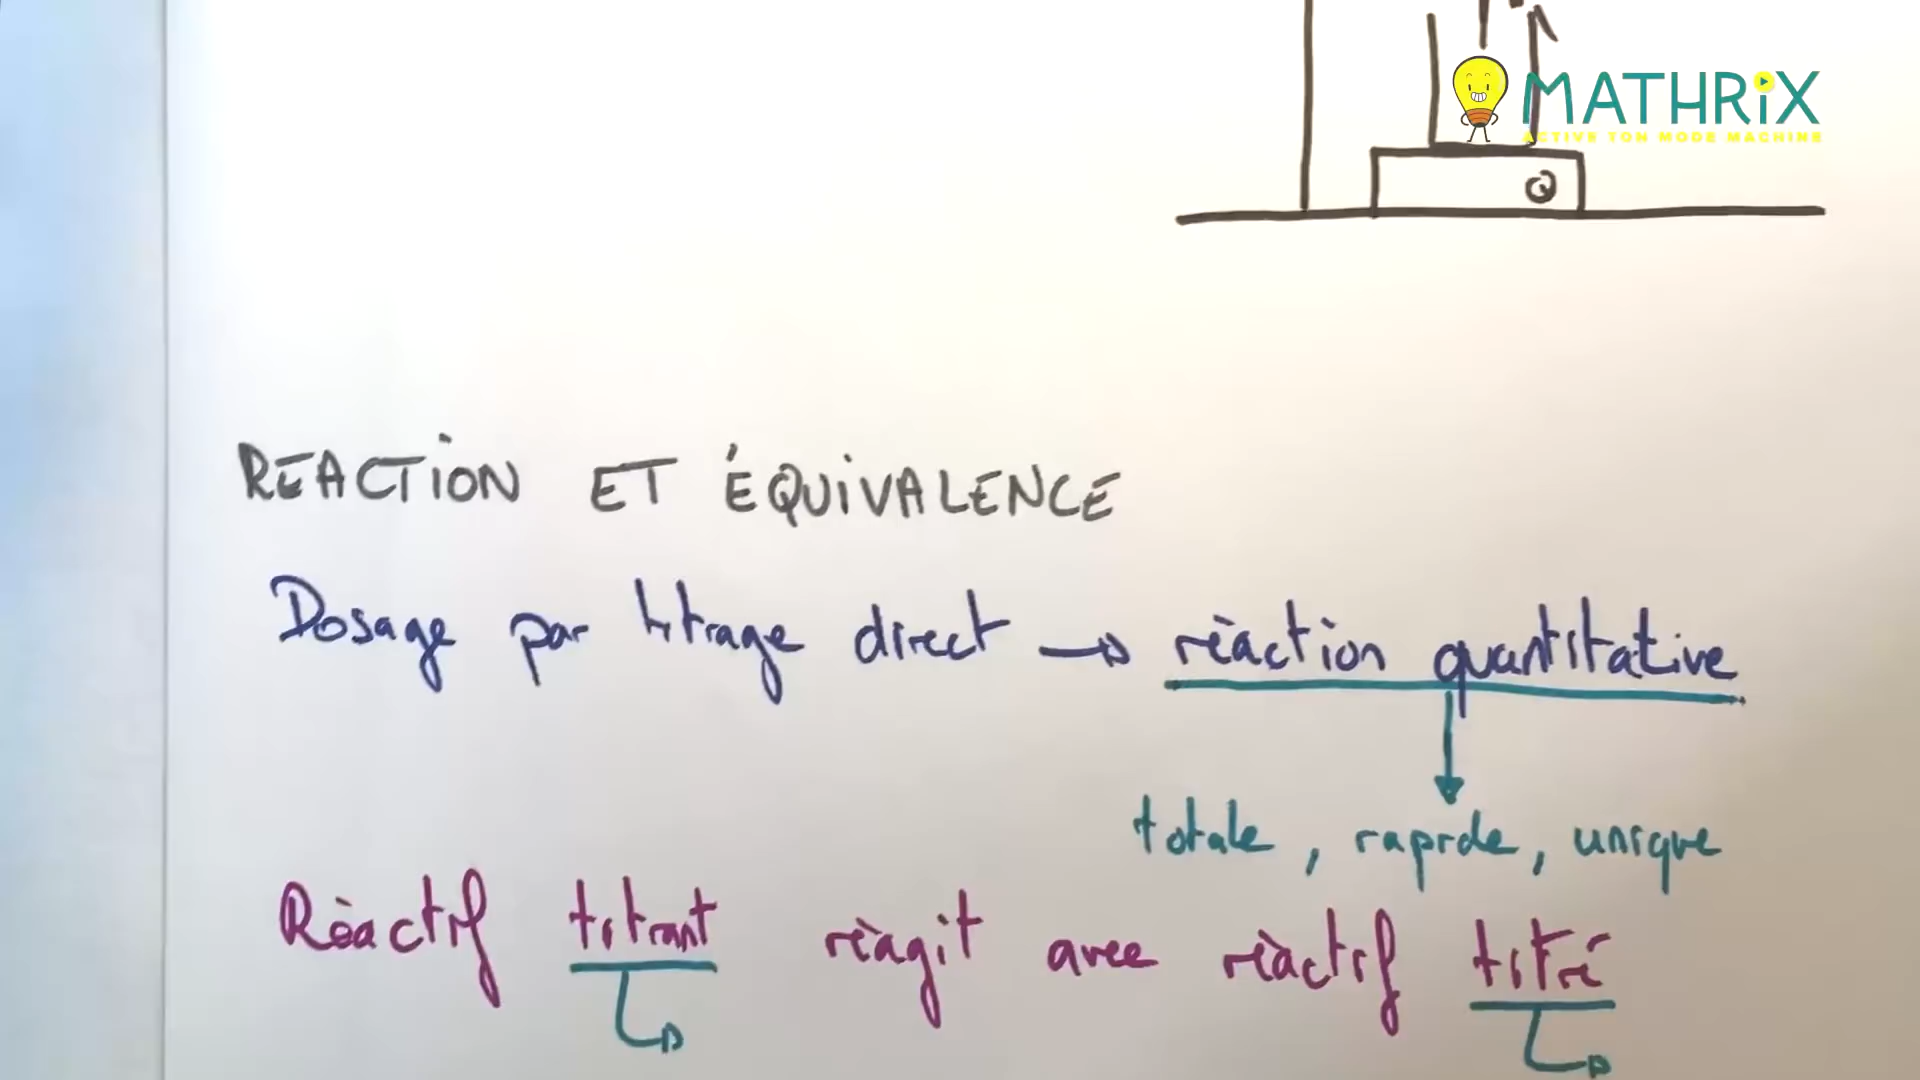 MATHRiX
ACTIVE TON MODE MACHINE
RÉACTION ET ÉQUIVALENCE
Dosage par titrage direct → réaction quantitative
totale, rapide, unique
Réactif titrant réagit avec réactif titré